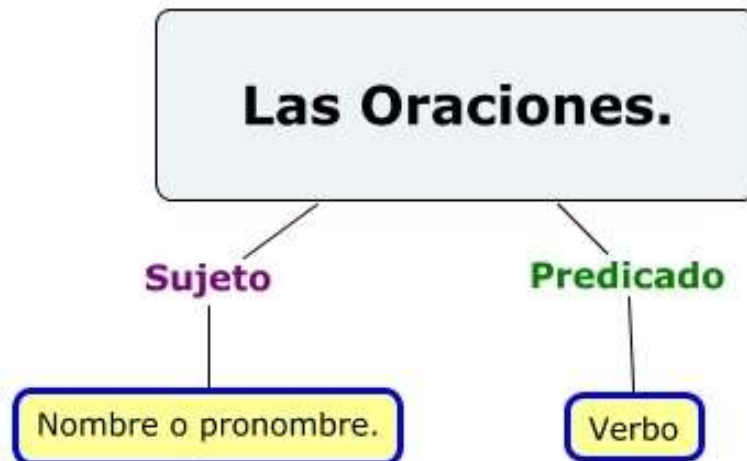 Las Oraciones.
Sujeto
Predicado
Nombre o pronombre.
Verbo